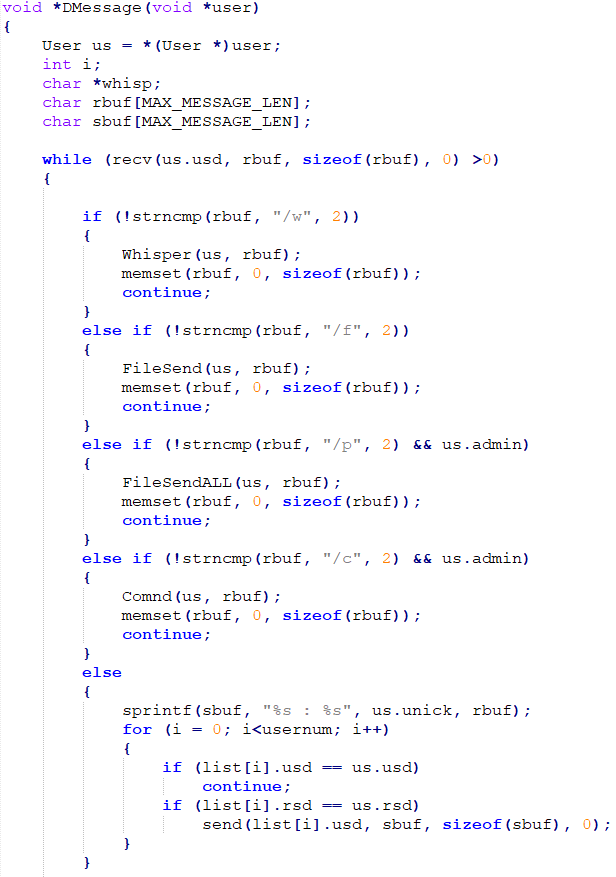 void *DMessage(void *user)
{
    User us = *(User *)user;
    int i;
    char *whisp;
    char rbuf[MAX_MESSAGE_LEN];
    char sbuf[MAX_MESSAGE_LEN];

    while (recv(us.usd, rbuf, sizeof(rbuf), 0) >0)
    {

        if (!strncmp(rbuf, "/w", 2))
        {
            Whisper(us, rbuf);
            memset(rbuf, 0, sizeof(rbuf));
            continue;
        }
        else if (!strncmp(rbuf, "/f", 2))
        {
            FileSend(us, rbuf);
            memset(rbuf, 0, sizeof(rbuf));
            continue;
        }
        else if (!strncmp(rbuf, "/p", 2) && us.admin)
        {
            FileSendALL(us, rbuf);
            memset(rbuf, 0, sizeof(rbuf));
            continue;
        }
        else if (!strncmp(rbuf, "/c", 2) && us.admin)
        {
            Comnd(us, rbuf);
            memset(rbuf, 0, sizeof(rbuf));
            continue;
        }
        else
        {
            sprintf(sbuf, "%s : %s", us.unick, rbuf);
            for (i = 0; i<usernum; i++)
            {
                if (list[i].usd == us.usd)
                    continue;
                if (list[i].rsd == us.rsd)
                    send(list[i].usd, sbuf, sizeof(sbuf), 0);
            }
        }